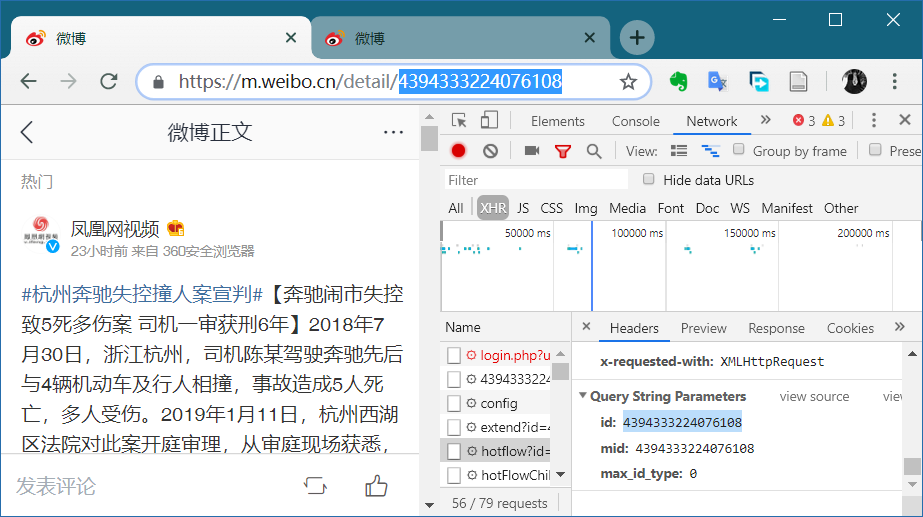 微博
微博
https://m.weibo.cn/detail/4394333224076108
微博正文
热门
凤凰网视频
23小时前 来自 360安全浏览器
#杭州奔驰失控撞人案宣判#【奔驰闹市失控
致5死多伤案 司机一审获刑6年】2018年7
月30日，浙江杭州，司机陈某驾驶奔驰先后
与4辆机动车及行人相撞，事故造成5人死
亡，多人受伤。2019年1月11日，杭州西湖
区法院对此案开庭审理，从审庭现场获悉，
发表评论
Elements Console Network » 3 3
View: Group by frame Prese
Filter Hide data URLs
All XHR JS CSS Img Media Font Doc WS Manifest Other
50000 ms 100000 ms 150000 ms 200000 ms
Name
login.php?u
4394333224
config
extend?id=4
hotflow?id=
hotFlowChil
56 / 79 requests
× Headers Preview Response Cookies »
x-requested-with: XMLHttpRequest
Query String Parameters view source view
id: 4394333224076108
mid: 4394333224076108
max_id_type: 0